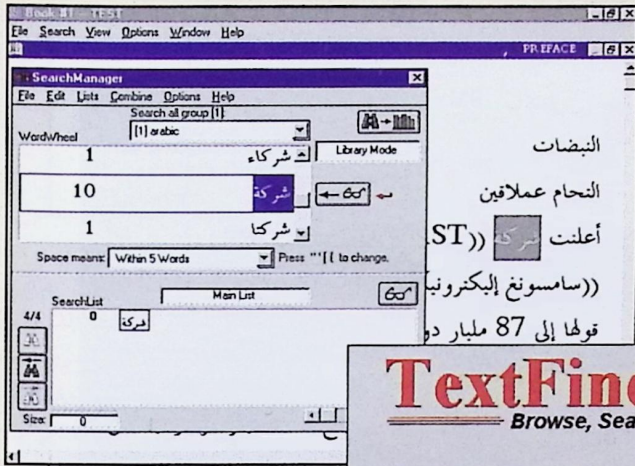 Book #1 - TEST
File Search View Options Window Help
PREFACE
SearchManager
File Edit Lists Combine Options Help
Search all group [1]:
WordWheel
[1] arabic
Library Mode
1 شركاء
10 شركة
1 شركتا
Space means: Within 5 Words
Press "'[{ to change.
SearchList
Main List
4/4
0 شركة
Size: 0
النبضات
التحام عملاقين
أعلنت شركة ((ST
((سامسونغ إليكترونيك
قولها إلى 87 مليار دو
TextFin
Browse, Sea